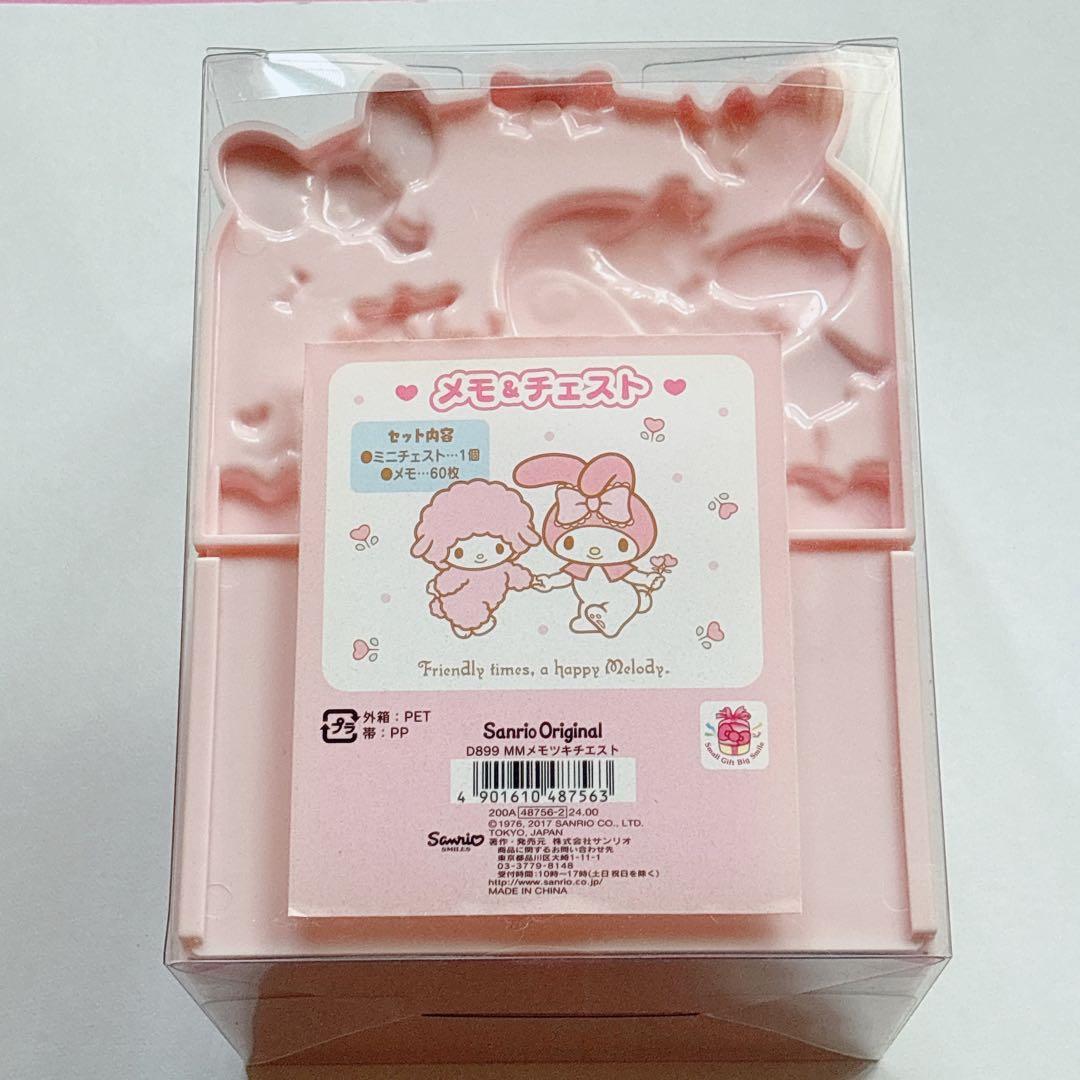 メモ&チェスト
セット内容
●ミニチェスト…1個
●メモ…60枚
Friendly times, a happy Melody.
プラ
外箱：PET
帯：PP
Sanrio Original
D899 MMメモツキチエスト
Small Gift Big Smile
4 901610 487563
200A 48756-2 24.00
©1976, 2017 SANRIO CO., LTD.
TOKYO, JAPAN
Sanrio
SMILES
著作・発売元 株式会社サンリオ
商品に関するお問い合わせ先
東京都品川区大崎1-11-1
03-3779-8148
受付時間:10時〜17時(土日祝日を除く)
http://www.sanrio.co.jp/
MADE IN CHINA